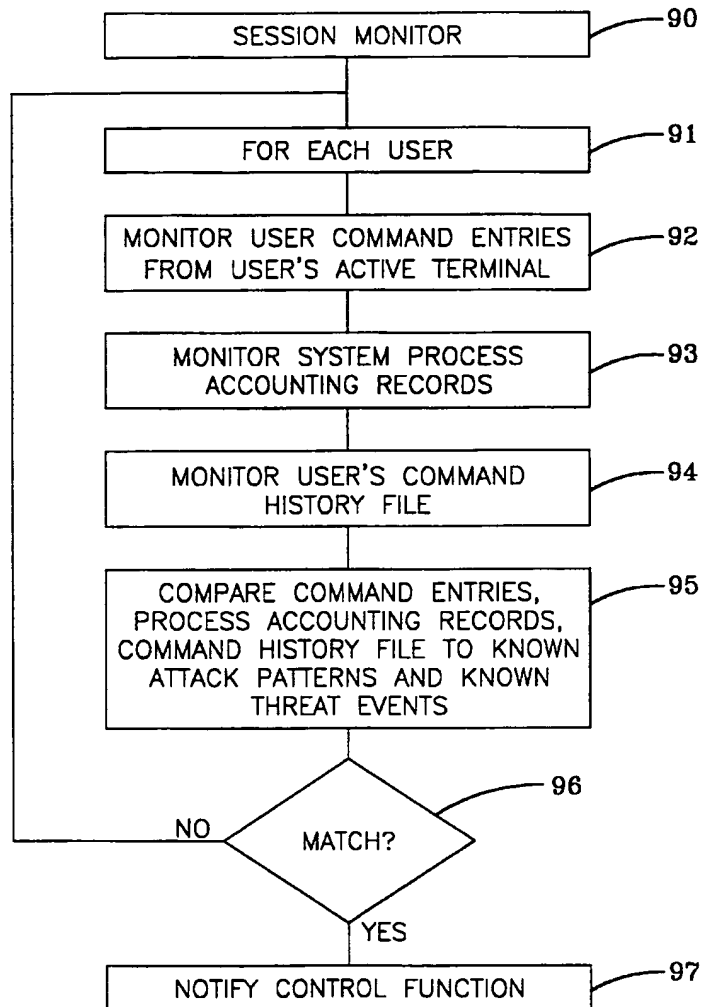 SESSION MONITOR
90
FOR EACH USER
91
MONITOR USER COMMAND ENTRIES
FROM USER'S ACTIVE TERMINAL
92
MONITOR SYSTEM PROCESS
ACCOUNTING RECORDS
93
MONITOR USER'S COMMAND
HISTORY FILE
94
COMPARE COMMAND ENTRIES,
PROCESS ACCOUNTING RECORDS,
COMMAND HISTORY FILE TO KNOWN
ATTACK PATTERNS AND KNOWN
THREAT EVENTS
95
96
NO
MATCH?
YES
NOTIFY CONTROL FUNCTION
97